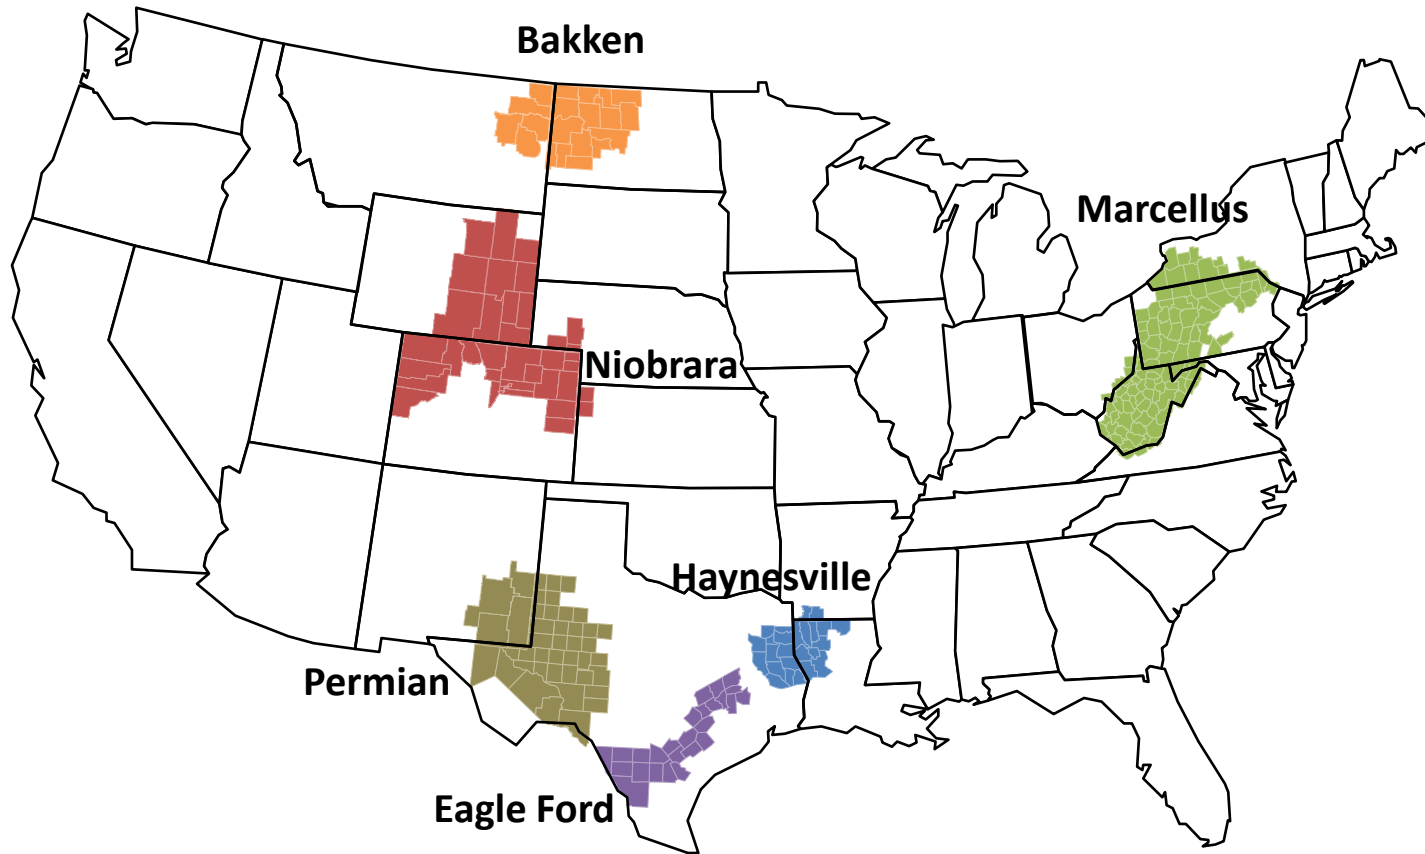 Bakken
Marcellus
Niobrara
Haynesville
Permian
Eagle Ford